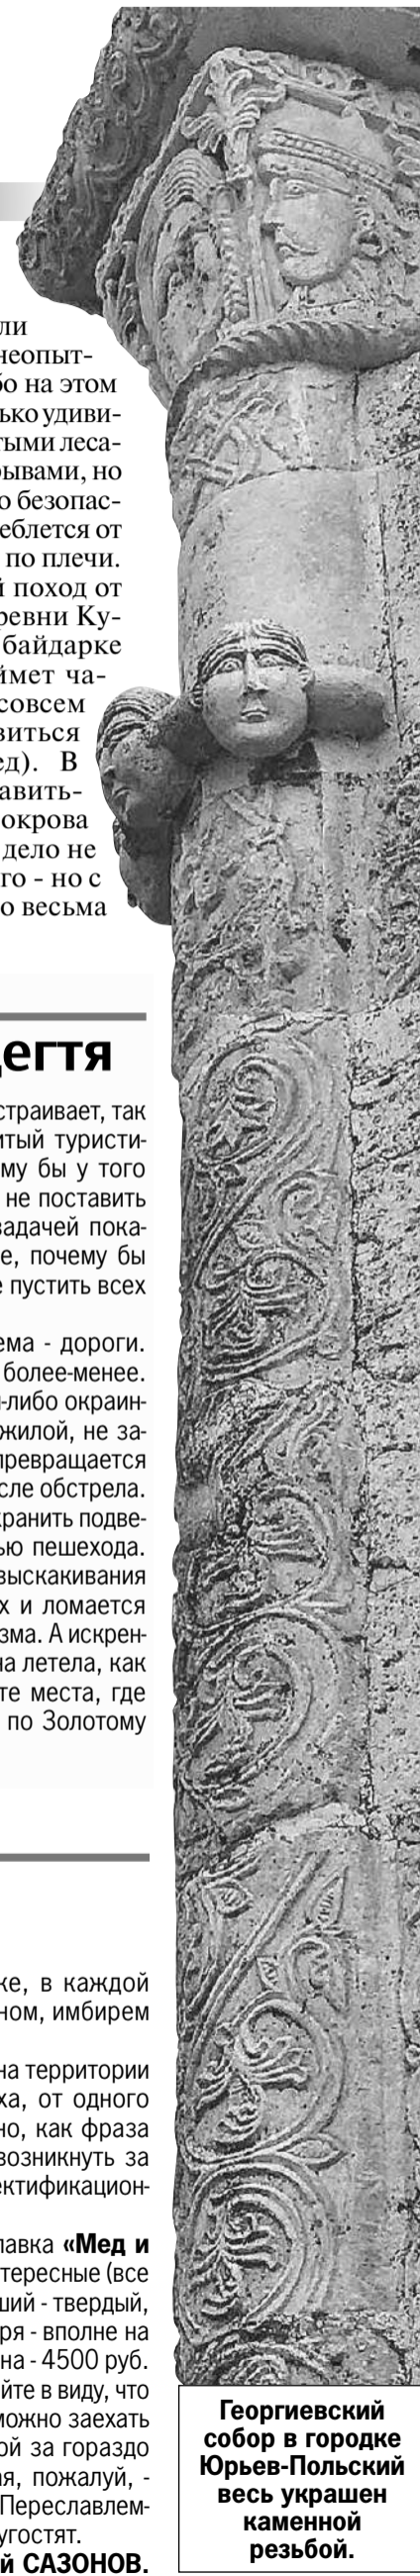 ли
неопыт-
бо на этом
ько удиви-
тыми леса-
рывами, но
о безопас-
еблется от
по плечи.
й поход от
ревни Ку-
байдарке
ймет ча-
совсем
виться
ед). В
авить-
окрова
дело не
го - но с
о весьма
дегтя
страивает, так
итый туристи-
му бы у того
не поставить
задачей пока-
е, почему бы
е пустить всех
ема - дороги.
более-менее.
й-либо окраин-
жилой, не за-
превращается
сле обстрела.
хранить подве-
ью пешехода.
выскакивания
х и ломается
зма. А искрен-
на летела, как
те места, где
по Золотому
ке, в каждой
ном, имбирем
на территории
ха, от одного
но, как фраза
возникнуть за
ектификацион-
лавка «Мед и
тересные (все
ший - твердый,
ря - вполне на
на - 4500 руб.
йте в виду, что
можно заехать
ой за гораздо
ая, пожалуй, -
Переславлем-
угостят.
й САЗОНОВ.
Георгиевский
собор в городке
Юрьев-Польский
весь украшен
каменной
резьбой.